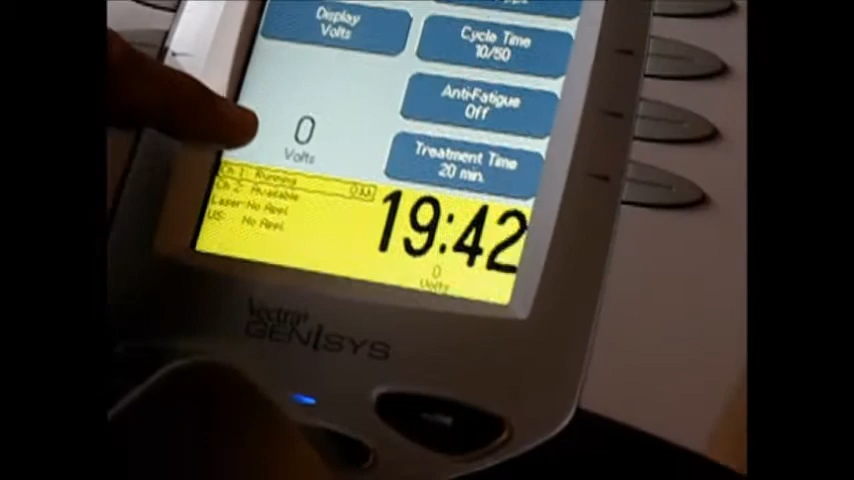 Display
Volts
Cycle Time
10/50
Anti-Fatigue
Off
Treatment Time
20 min.
0
Volts
Ch 1: Running
Ch 2: Available
Laser: No Appl
US: No Appl
19:42
0
Volts
Vectra
GENISYS